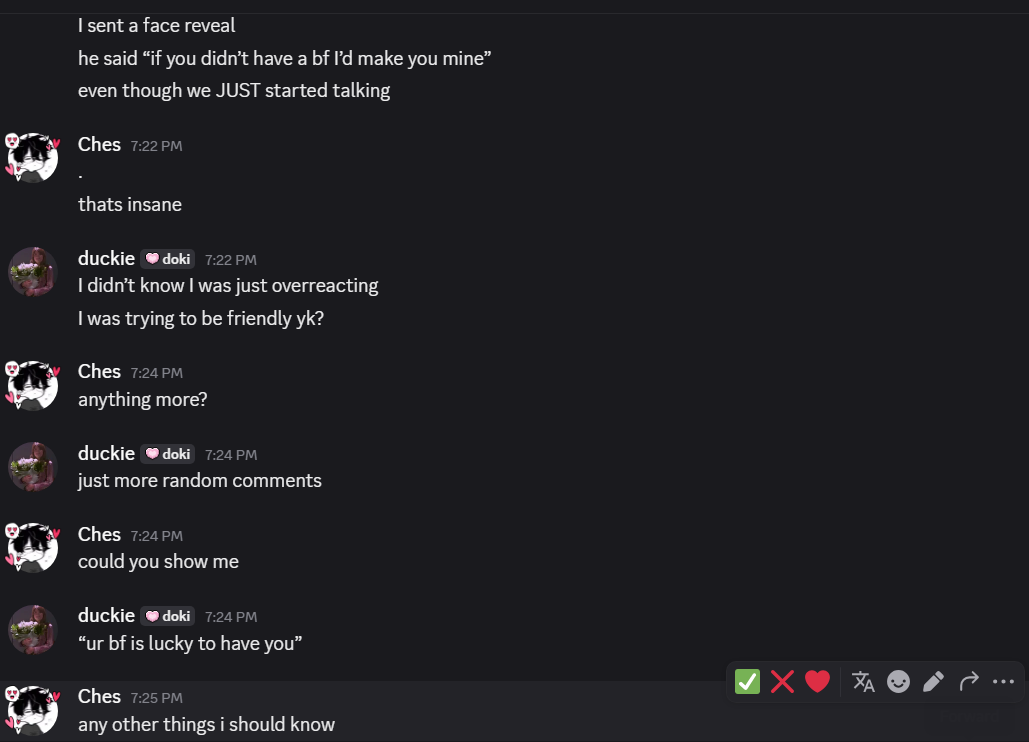 I sent a face reveal
he said “if you didn’t have a bf I’d make you mine”
even though we JUST started talking
Ches 7:22 PM
.
thats insane
duckie doki 7:22 PM
I didn’t know I was just overreacting
I was trying to be friendly yk?
Ches 7:24 PM
anything more?
duckie doki 7:24 PM
just more random comments
Ches 7:24 PM
could you show me
duckie doki 7:24 PM
“ur bf is lucky to have you”
Ches 7:25 PM
any other things i should know